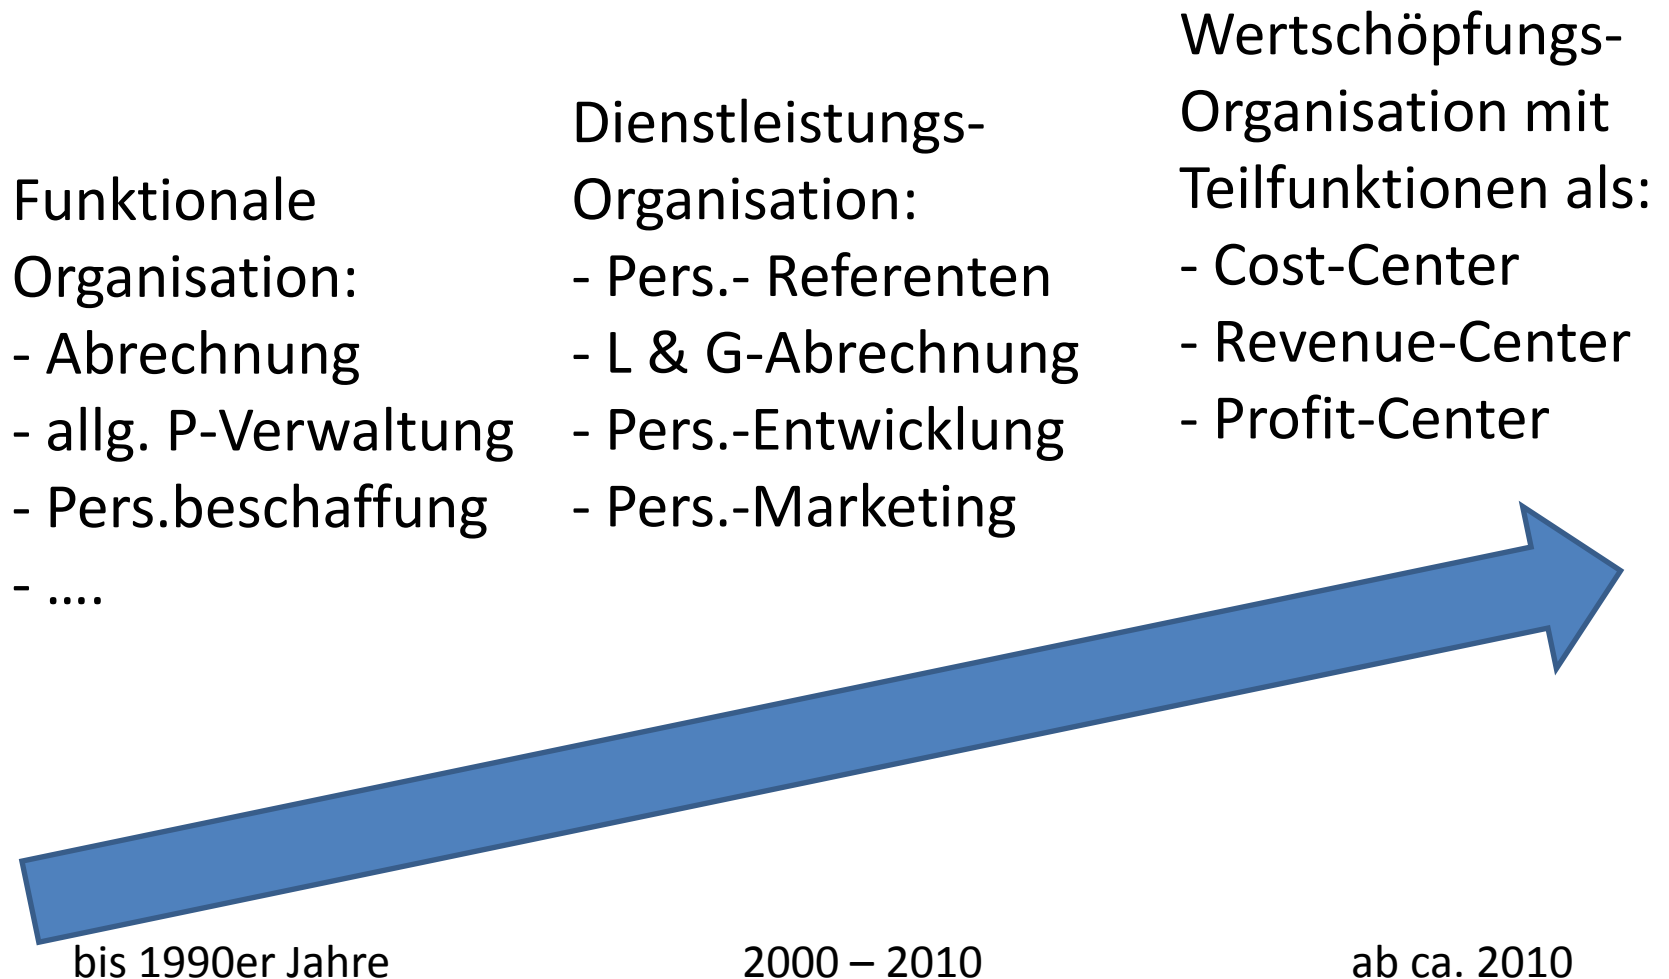 Funktionale
Organisation:
- Abrechnung
- allg. P-Verwaltung
- Pers.beschaffung
- ....
Dienstleistungs-
Organisation:
- Pers.- Referenten
- L & G-Abrechnung
- Pers.-Entwicklung
- Pers.-Marketing
Wertschöpfungs-
Organisation mit
Teilfunktionen als:
- Cost-Center
- Revenue-Center
- Profit-Center
bis 1990er Jahre
2000 – 2010
ab ca. 2010